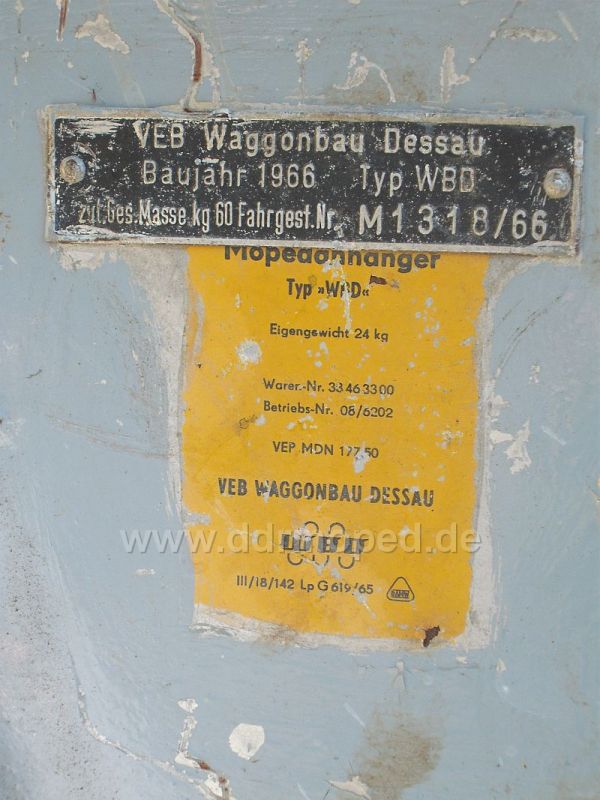 VEB Waggonbau Dessau
Baujahr 1966 Typ WBD
zul. Ges. Masse kg 60 Fahrgest. Nr. M1318/66
Mopedanhänger
Typ »WBD«
Eigengewicht 24 kg
Waren-Nr. 33 46 33 00
Betriebs-Nr. 08/6202
VEP MDN 177,50
VEB WAGGONBAU DESSAU
www.ddrmoped.de
III/18/142 Lp G 619/65